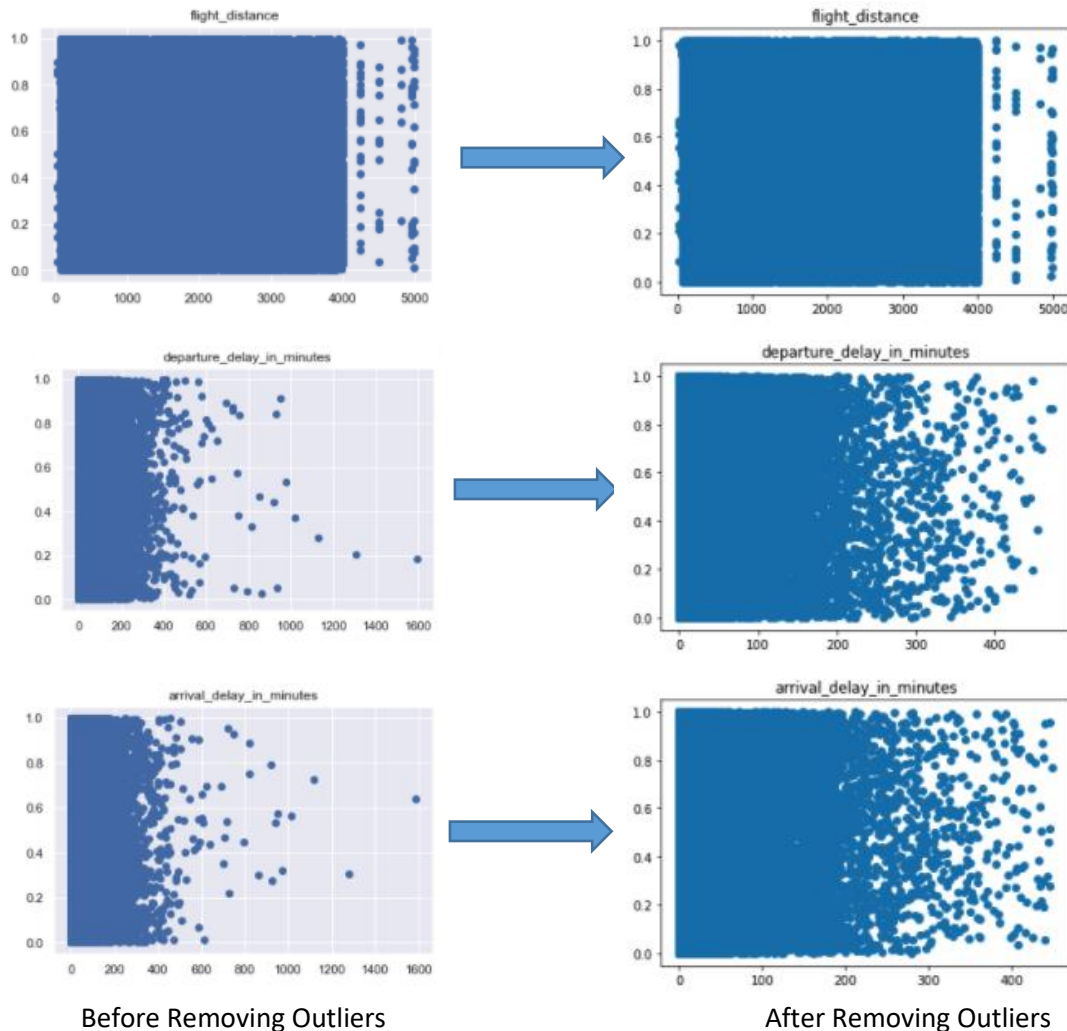 flight_distance
1.0
0.8
0.6
0.4
0.2
0.0
0 1000 2000 3000 4000 5000
flight_distance
1.0
0.8
0.6
0.4
0.2
0.0
0 1000 2000 3000 4000 5000
departure_delay_in_minutes
1.0
0.8
0.6
0.4
0.2
0.0
0 200 400 600 800 1000 1200 1400 1600
departure_delay_in_minutes
1.0
0.8
0.6
0.4
0.2
0.0
0 100 200 300 400
arrival_delay_in_minutes
1.0
0.8
0.6
0.4
0.2
0.0
0 200 400 600 800 1000 1200 1400 1600
arrival_delay_in_minutes
1.0
0.8
0.6
0.4
0.2
0.0
0 100 200 300 400
Before Removing Outliers
After Removing Outliers